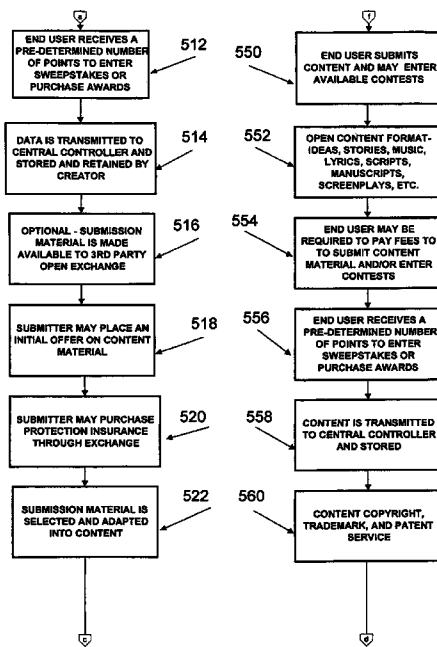 e
END USER RECEIVES A
PRE-DETERMINED NUMBER
OF POINTS TO ENTER
SWEEPSTAKES OR
PURCHASE AWARDS
512
DATA IS TRANSMITTED TO
CENTRAL CONTROLLER AND
STORED AND RETAINED BY
CREATOR
514
OPTIONAL - SUBMISSION
MATERIAL IS MADE
AVAILABLE TO 3RD PARTY
OPEN EXCHANGE
516
SUBMITTER MAY PLACE AN
INITIAL OFFER ON CONTENT
MATERIAL
518
SUBMITTER MAY PURCHASE
PROTECTION INSURANCE
THROUGH EXCHANGE
520
SUBMISSION MATERIAL IS
SELECTED AND ADAPTED
INTO CONTENT
522
c
f
550
END USER SUBMITS
CONTENT AND MAY ENTER
AVAILABLE CONTESTS
552
OPEN CONTENT FORMAT-
IDEAS, STORIES, MUSIC,
LYRICS, SCRIPTS,
MANUSCRIPTS,
SCREENPLAYS, ETC.
554
END USER MAY BE
REQUIRED TO PAY FEES TO
TO SUBMIT CONTENT
MATERIAL AND/OR ENTER
CONTESTS
556
END USER RECEIVES A
PRE-DETERMINED NUMBER
OF POINTS TO ENTER
SWEEPSTAKES OR
PURCHASE AWARDS
558
CONTENT IS TRANSMITTED
TO CENTRAL CONTROLLER
AND STORED
560
CONTENT COPYRIGHT,
TRADEMARK, AND PATENT
SERVICE
d